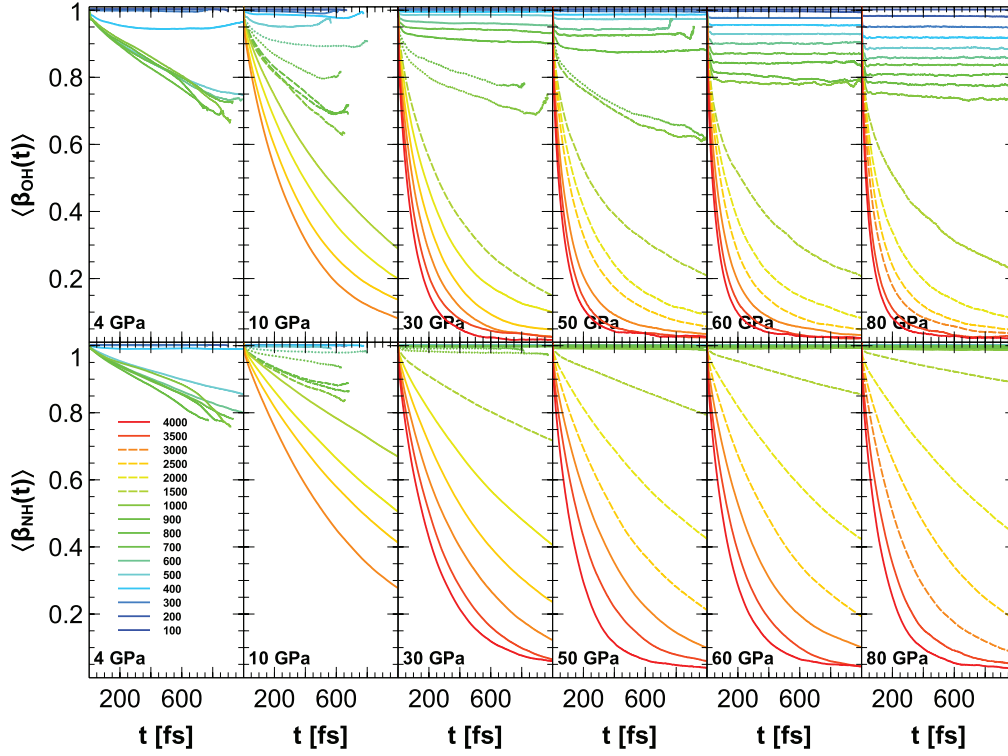 ⟨β_OH(t)⟩
1
0.8
0.6
0.4
0.2
4 GPa
10 GPa
30 GPa
50 GPa
60 GPa
80 GPa
⟨β_NH(t)⟩
1
0.8
0.6
0.4
0.2
4000
3500
3000
2500
2000
1500
1000
900
800
700
600
500
400
300
200
100
4 GPa
10 GPa
30 GPa
50 GPa
60 GPa
80 GPa
200 600 200 600 200 600 200 600 200 600 200 600
t [fs] t [fs] t [fs] t [fs] t [fs] t [fs]